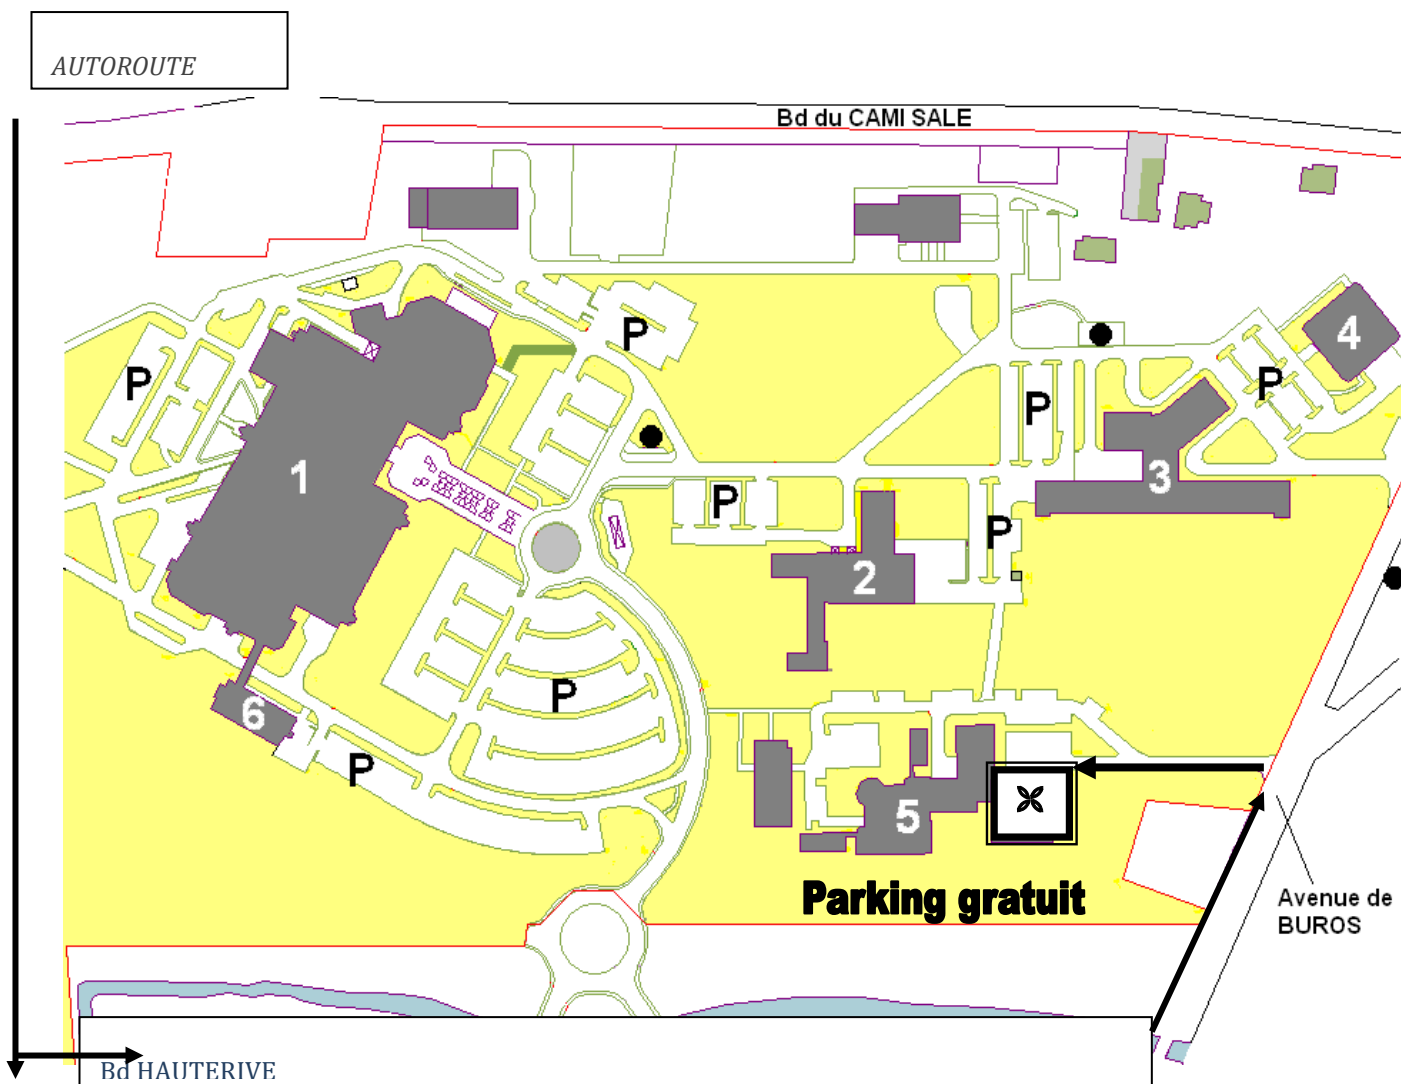 AUTOROUTE
Bd du CAMI SALE
P
4
P
P
P
1
3
P
P
2
P
6
P
5
Parking gratuit
Avenue de
BUROS
Bd HAUTERIVE